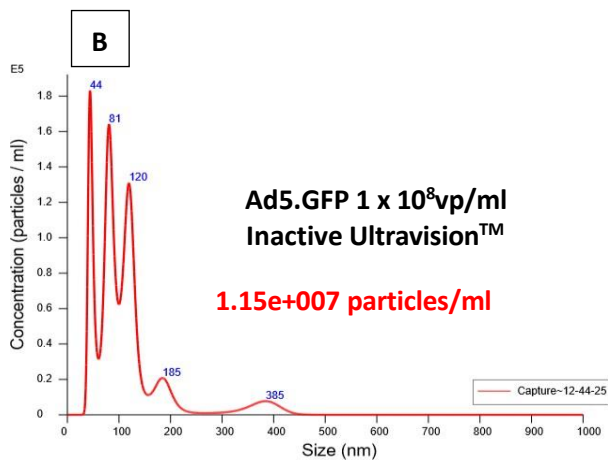 B
E5
44
1.8
81
1.6
120
1.4
1.2
1.0
0.8
0.6
0.4
0.2
0
Concentration (particles / ml)
Ad5.GFP 1 x 10⁸vp/ml
Inactive Ultravision™
1.15e+007 particles/ml
185
385
Capture~12-44-25
0 100 200 300 400 500 600 700 800 900 1000
Size (nm)